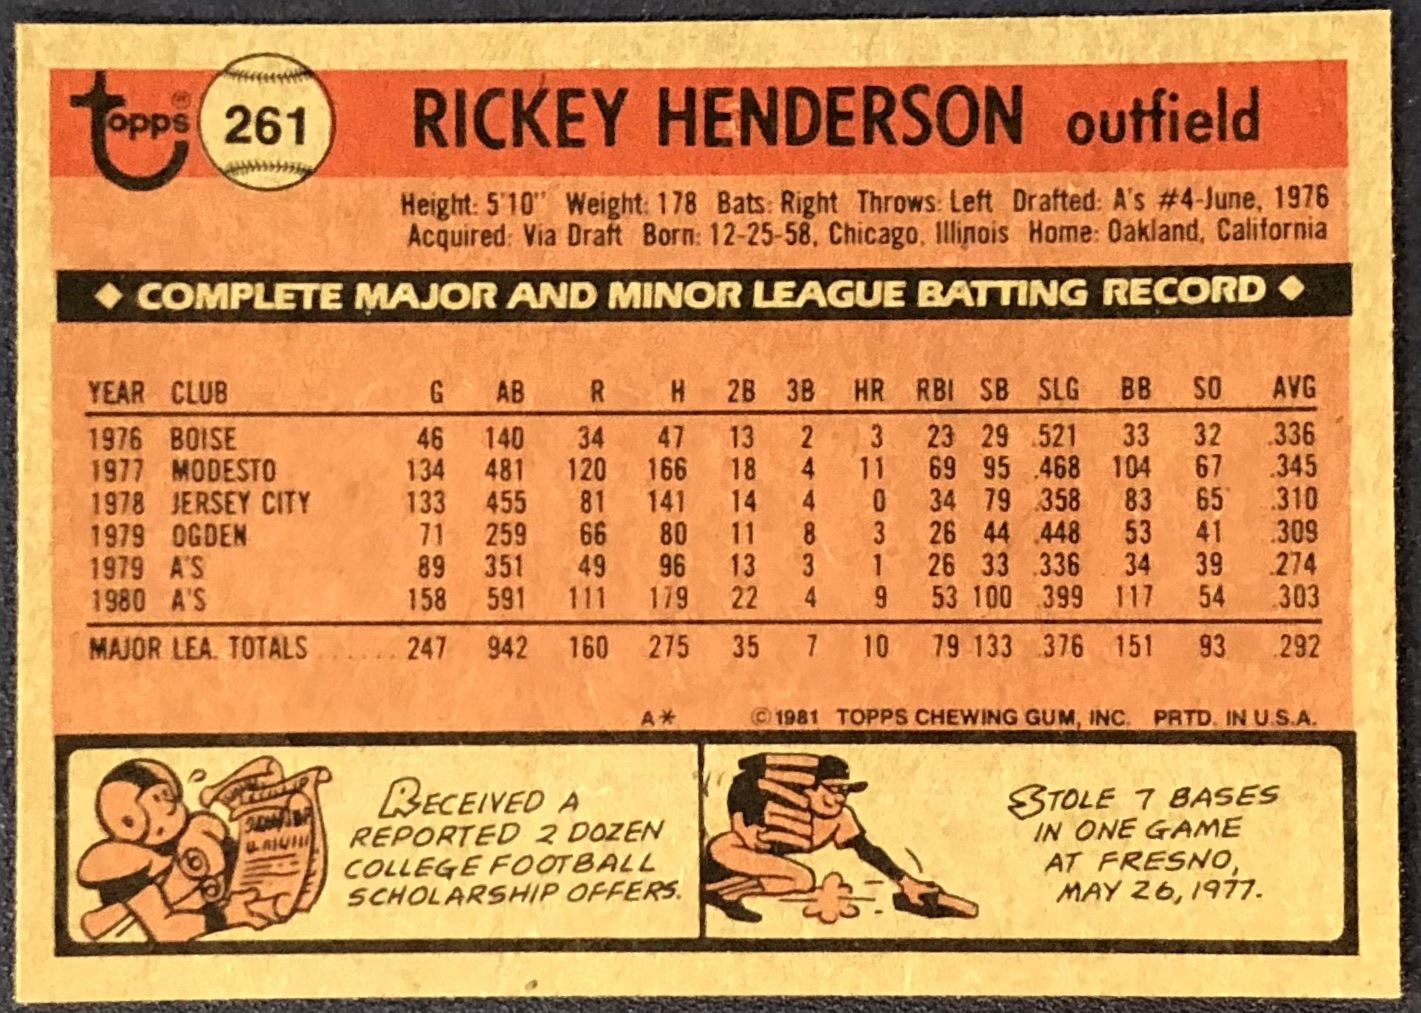 Topps 261 RICKEY HENDERSON outfield
Height: 5'10" Weight: 178 Bats: Right Throws: Left Drafted: A's #4-June, 1976
Acquired: Via Draft Born: 12-25-58, Chicago, Illinois Home: Oakland, California
COMPLETE MAJOR AND MINOR LEAGUE BATTING RECORD
YEAR CLUB G AB R H 2B 3B HR RBI SB SLG BB SO AVG
1976 BOISE 46 140 34 47 13 2 3 23 29 .521 33 32 .336
1977 MODESTO 134 481 120 166 18 4 11 69 95 .468 104 67 .345
1978 JERSEY CITY 133 455 81 141 14 4 0 34 79 .358 83 65 .310
1979 OGDEN 71 259 66 80 11 8 3 26 44 .448 53 41 .309
1979 A'S 89 351 49 96 13 3 1 26 33 .336 34 39 .274
1980 A'S 158 591 111 179 22 4 9 53 100 .399 117 54 .303
MAJOR LEA. TOTALS ...... 247 942 160 275 35 7 10 79 133 .376 151 93 .292
A* ©1981 TOPPS CHEWING GUM, INC. PRTD. IN U.S.A.
RECEIVED A
REPORTED 2 DOZEN
COLLEGE FOOTBALL
SCHOLARSHIP OFFERS.
STOLE 7 BASES
IN ONE GAME
AT FRESNO,
MAY 26, 1977.